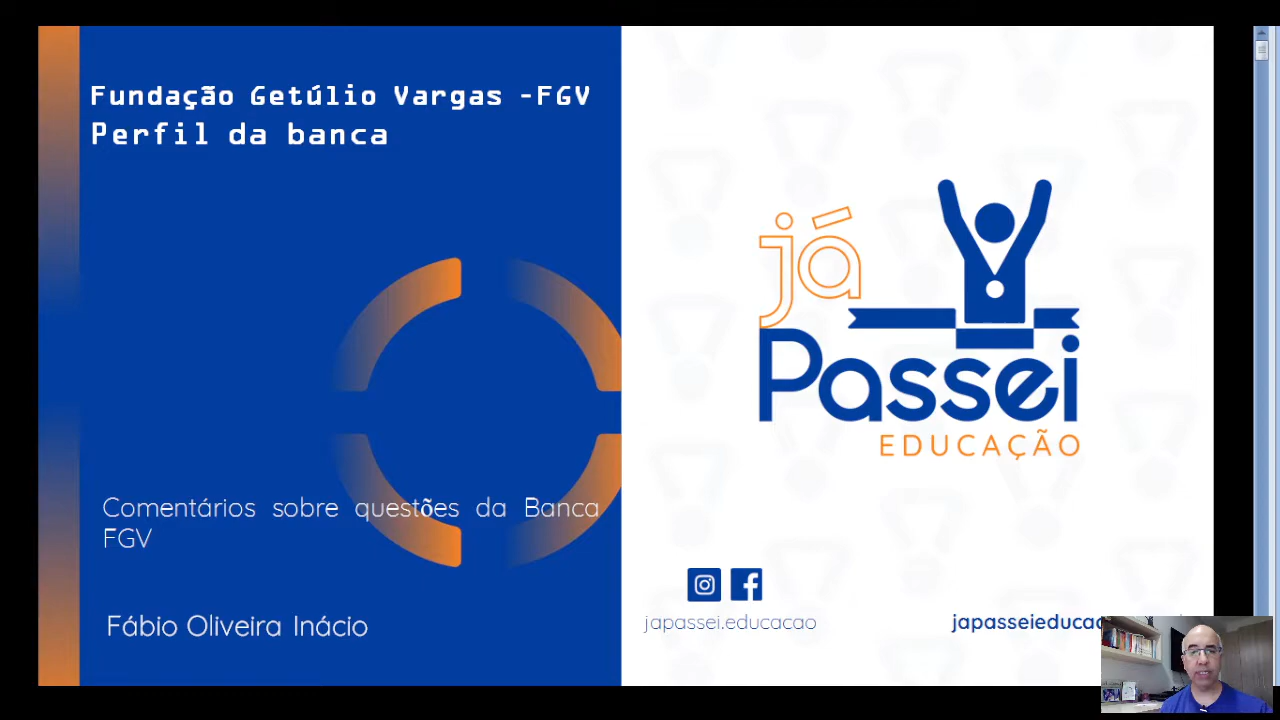 Fundação Getúlio Vargas -FGV
Perfil da banca
Comentários sobre questões da Banca
FGV
Fábio Oliveira Inácio
já
Passei
EDUCAÇÃO
japassei.educacao